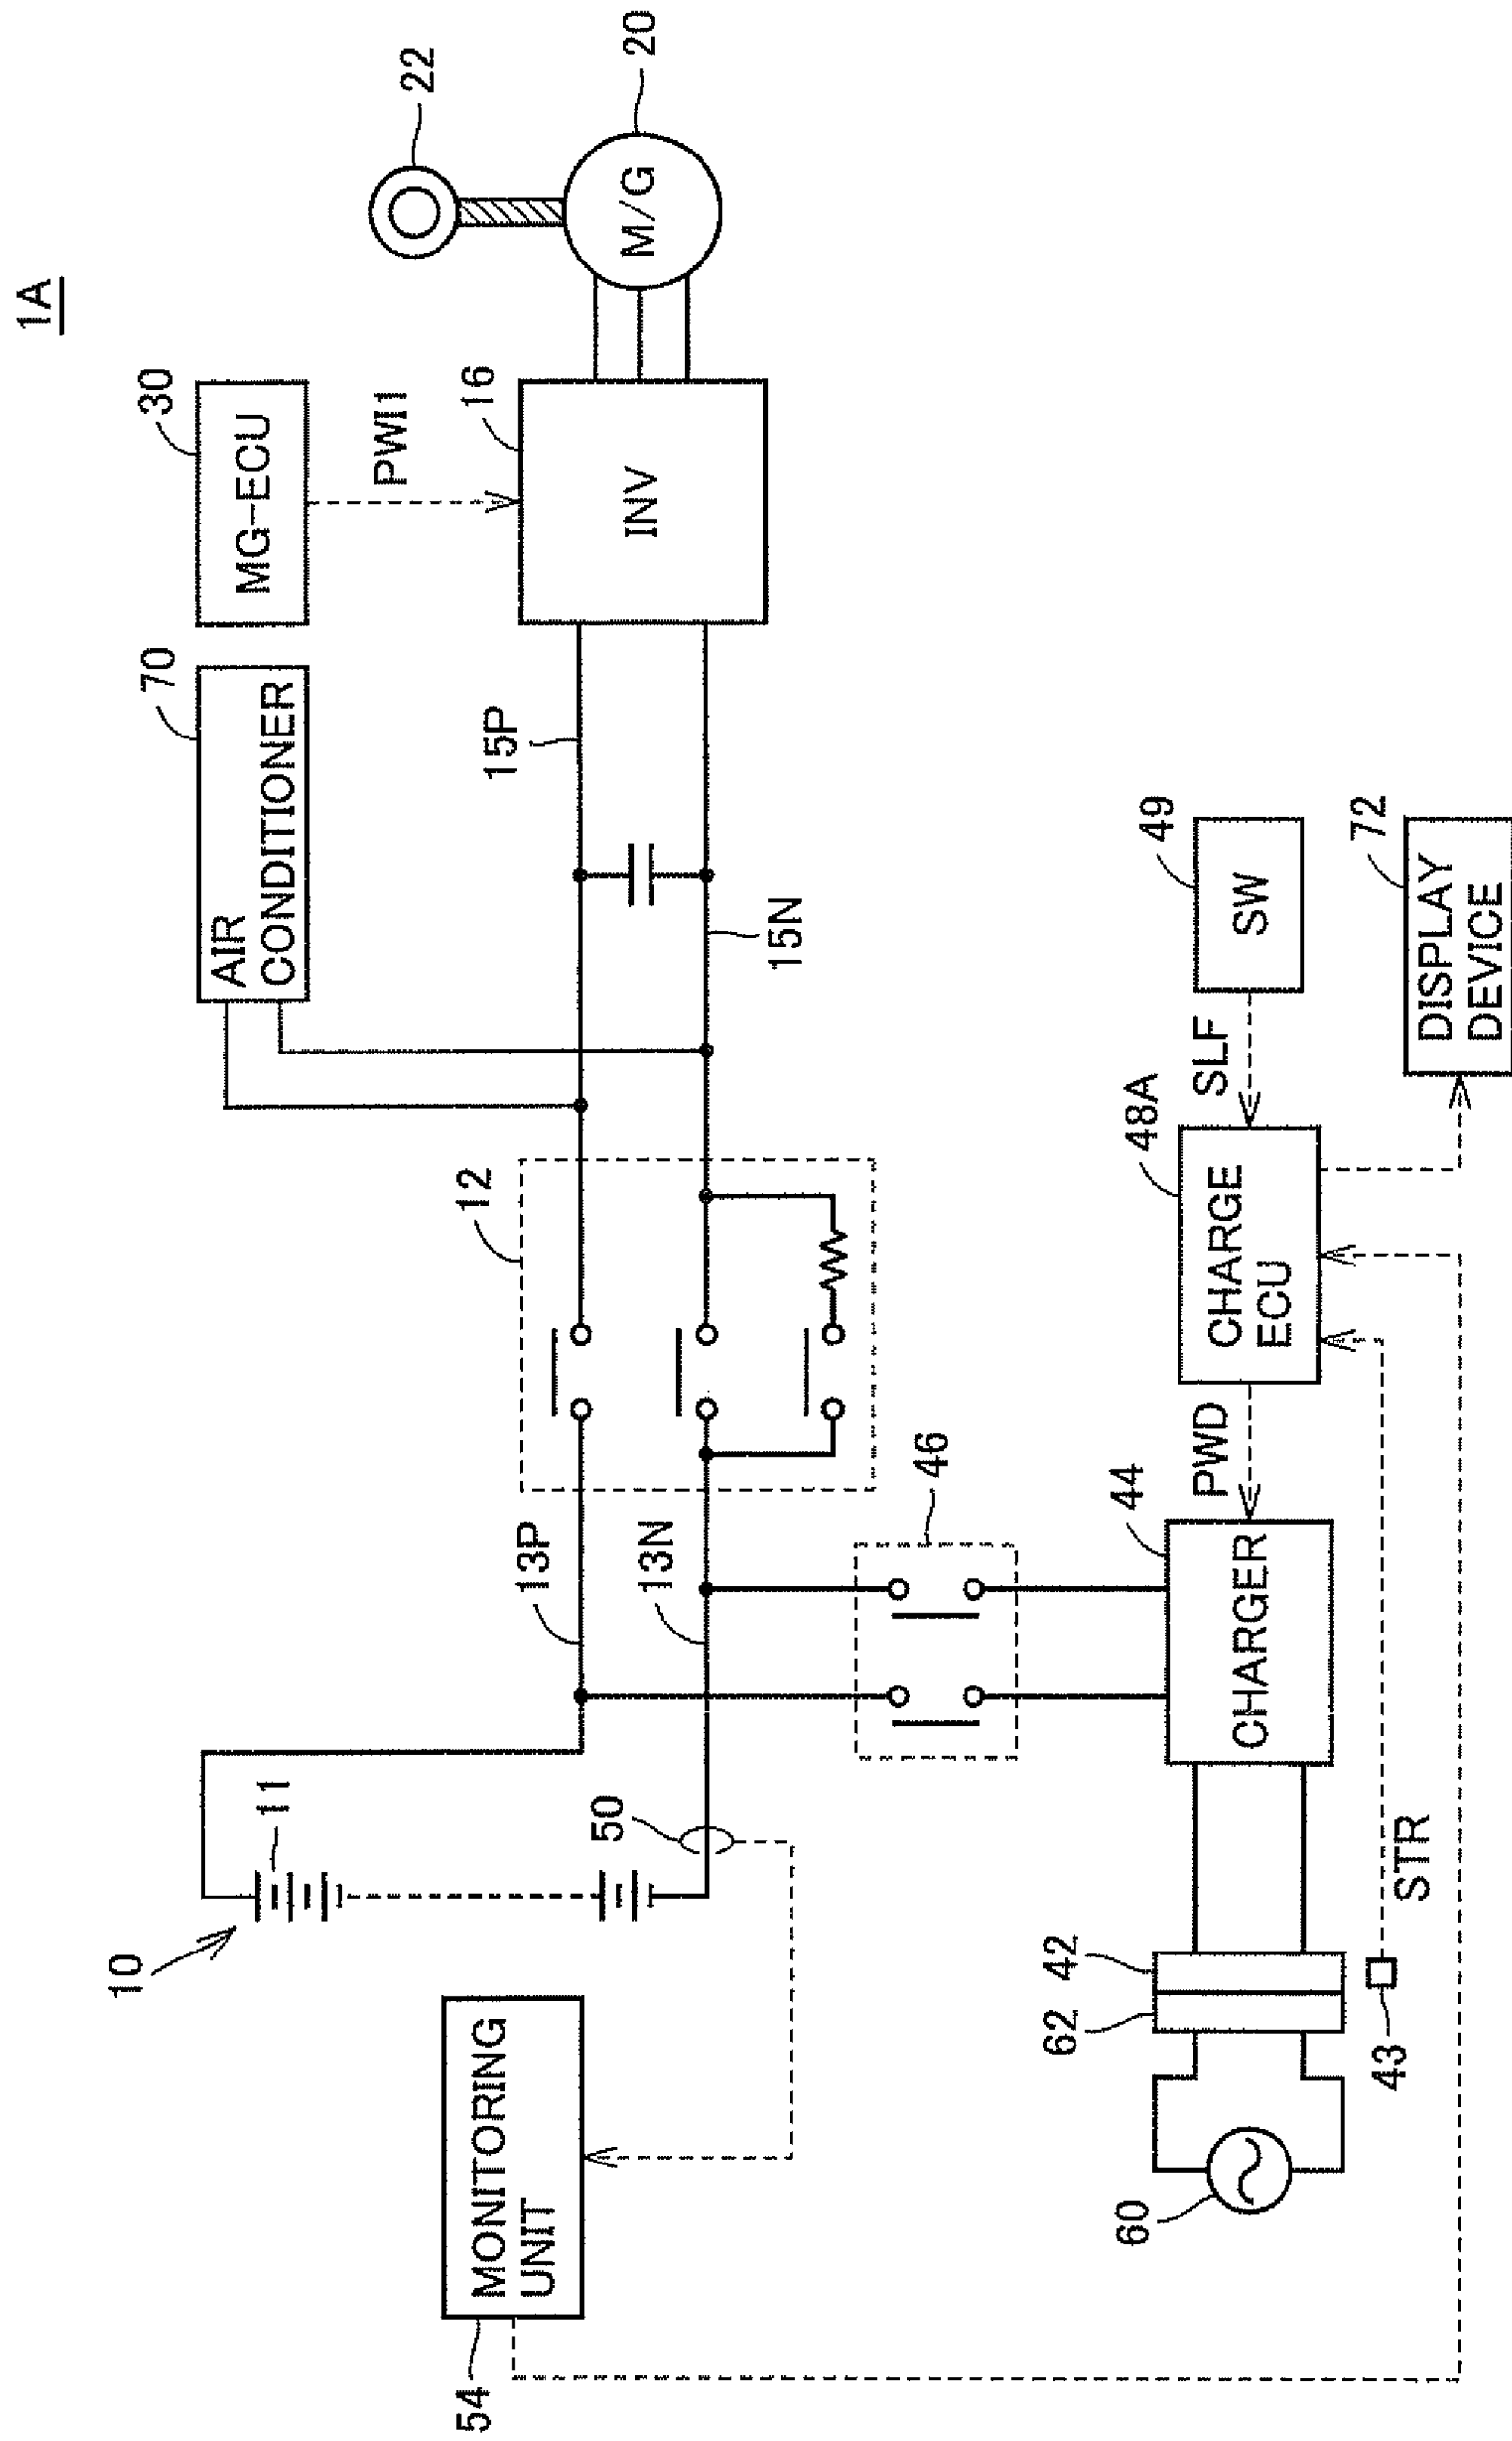 1A
22
20
M/G
30
MG-ECU
PWI1
16
INV
70
AIR
CONDITIONER
15P
15N
12
13P
13N
46
10
11
50
MONITORING
UNIT
54
49
SW
SLF
72
DISPLAY
DEVICE
48A
CHARGE
ECU
PWD
44
CHARGER
STR
42
62
43
60